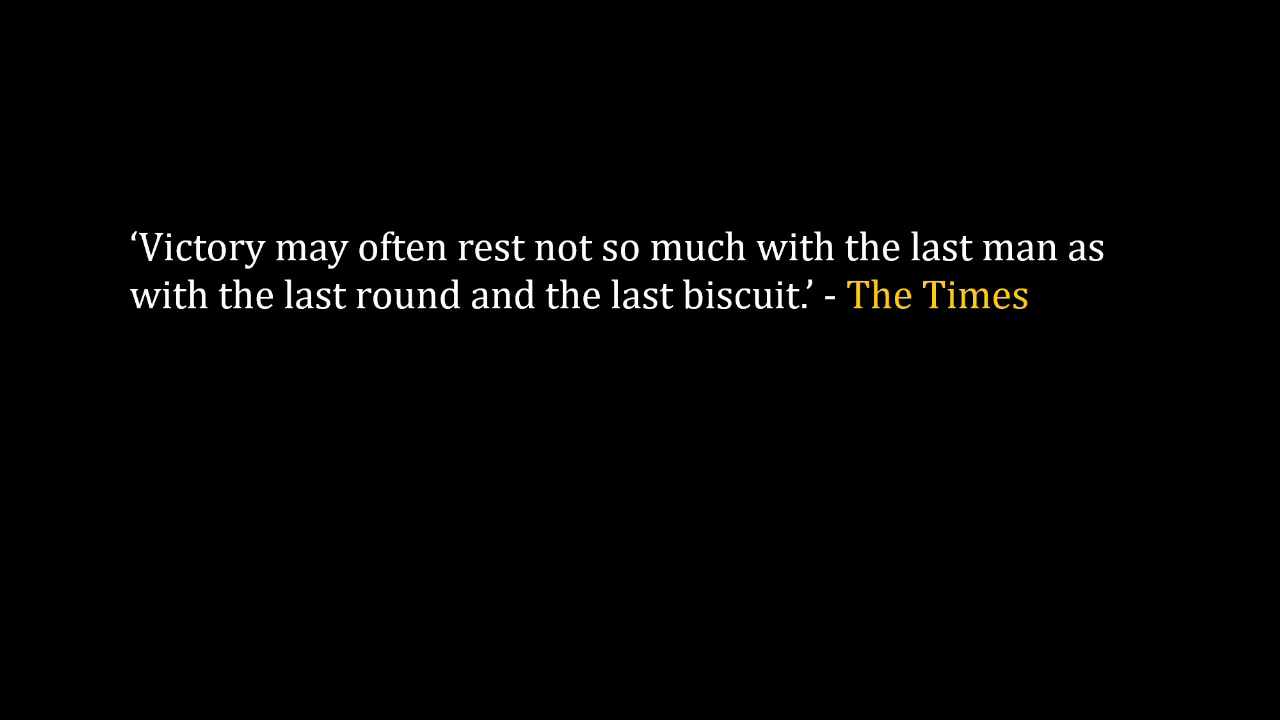 ‘Victory may often rest not so much with the last man as
with the last round and the last biscuit.’ - The Times